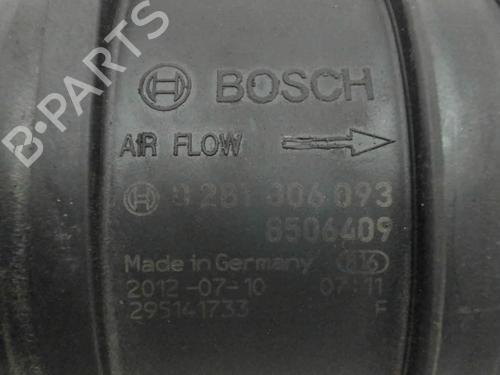 BOSCH
AIR FLOW
0 281 006 093
8506409
Made in Germany
2012-07-10 07:11
295141733 F
B-PARTS